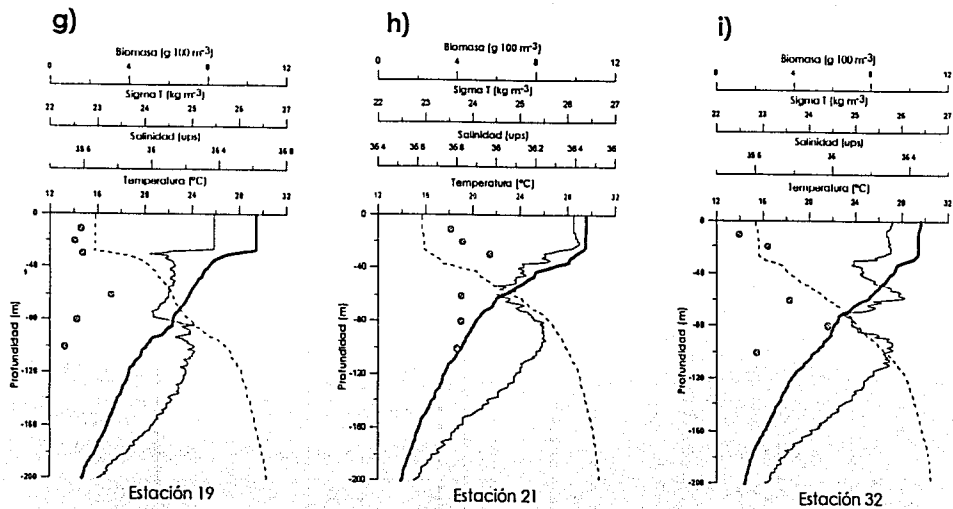 g)
Biomasa (g 100 m-3)
0 4 8 12
Sigma T (kg m-3)
22 23 24 25 26 27
Salinidad (ups)
35 6 36 36 4 36 8
Temperatura (°C)
12 16 20 24 28 32
0
-40
-80
-120
-160
-200
Profundidad (m)
Estación 19
h)
Biomasa (g 100 m-3)
0 4 8 12
Sigma T (kg m-3)
22 23 24 25 26 27
Salinidad (ups)
36 4 35.6 36.8 36 36.2 36.6 36.4 36
Temperatura (°C)
12 16 20 24 28 32
0
-40
-80
-120
-160
-200
Profundidad (m)
Estación 21
i)
Biomasa (g 100 m-3)
0 4 8 12
Sigma T (kg m-3)
22 23 24 25 26 27
Salinidad (ups)
35 6 36 36 4
Temperatura (°C)
12 16 20 24 28 32
0
-40
-80
-120
-160
-200
Profundidad (m)
Estación 32